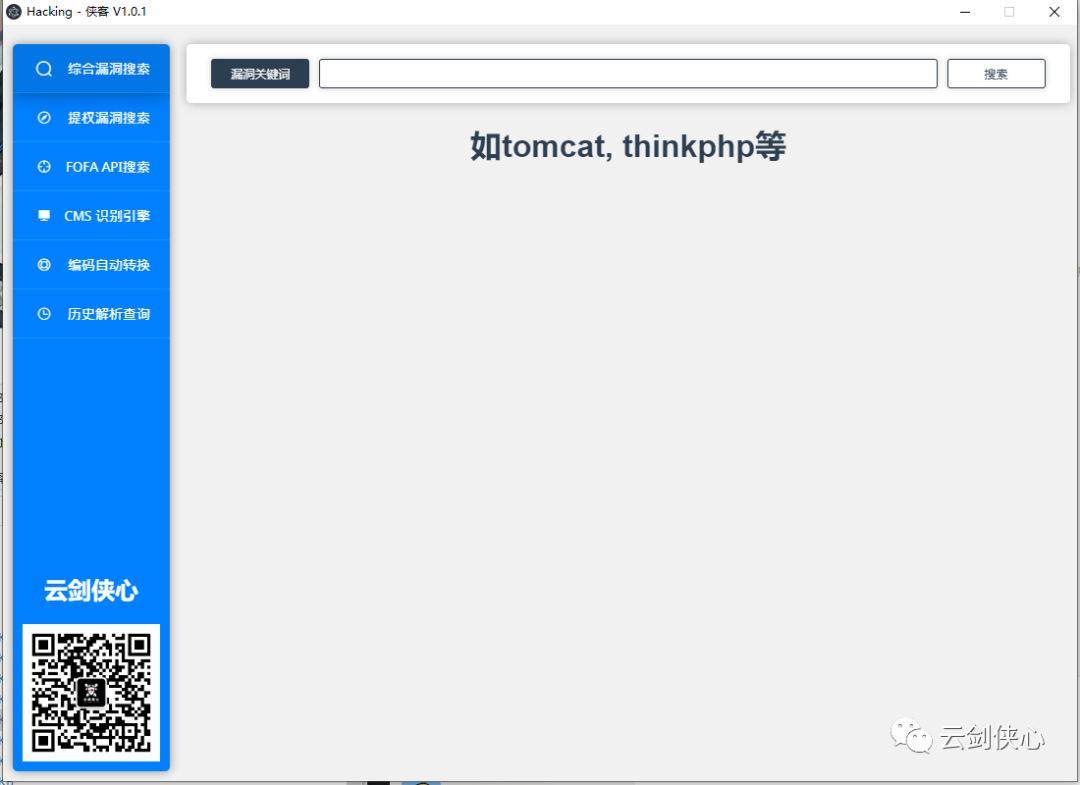 Hacking - 侠客 V1.0.1
综合漏洞搜索
提权漏洞搜索
FOFA API搜索
CMS 识别引擎
编码自动转换
历史解析查询
云剑侠心
漏洞关键词
搜索
如tomcat, thinkphp等
云剑侠心